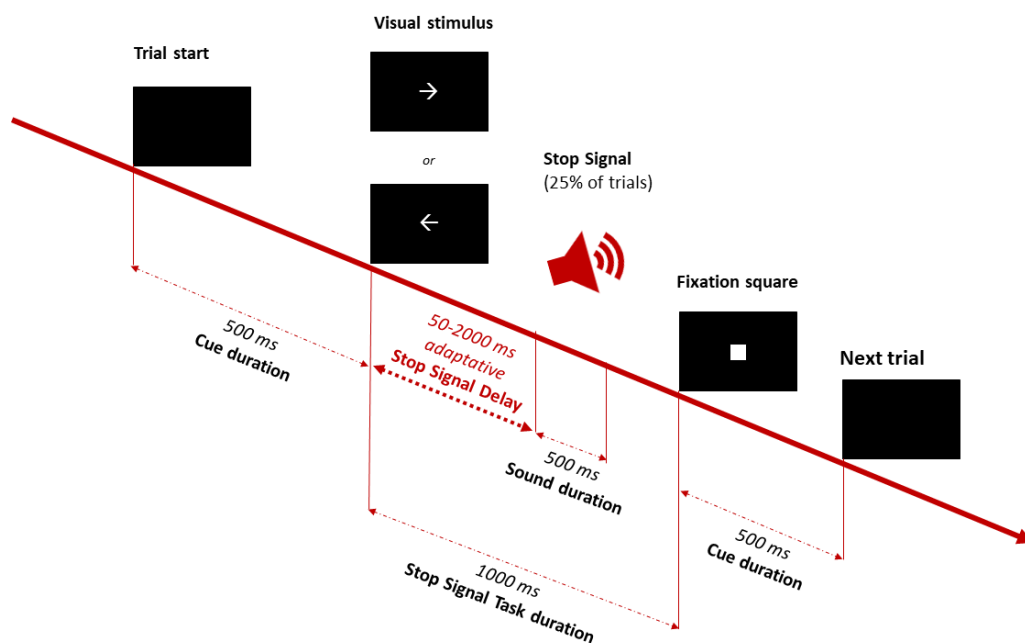 Visual stimulus
Trial start
or
Stop Signal
(25% of trials)
Fixation square
Next trial
500 ms
Cue duration
50-2000 ms
adaptative
Stop Signal Delay
500 ms
Sound duration
1000 ms
Stop Signal Task duration
500 ms
Cue duration